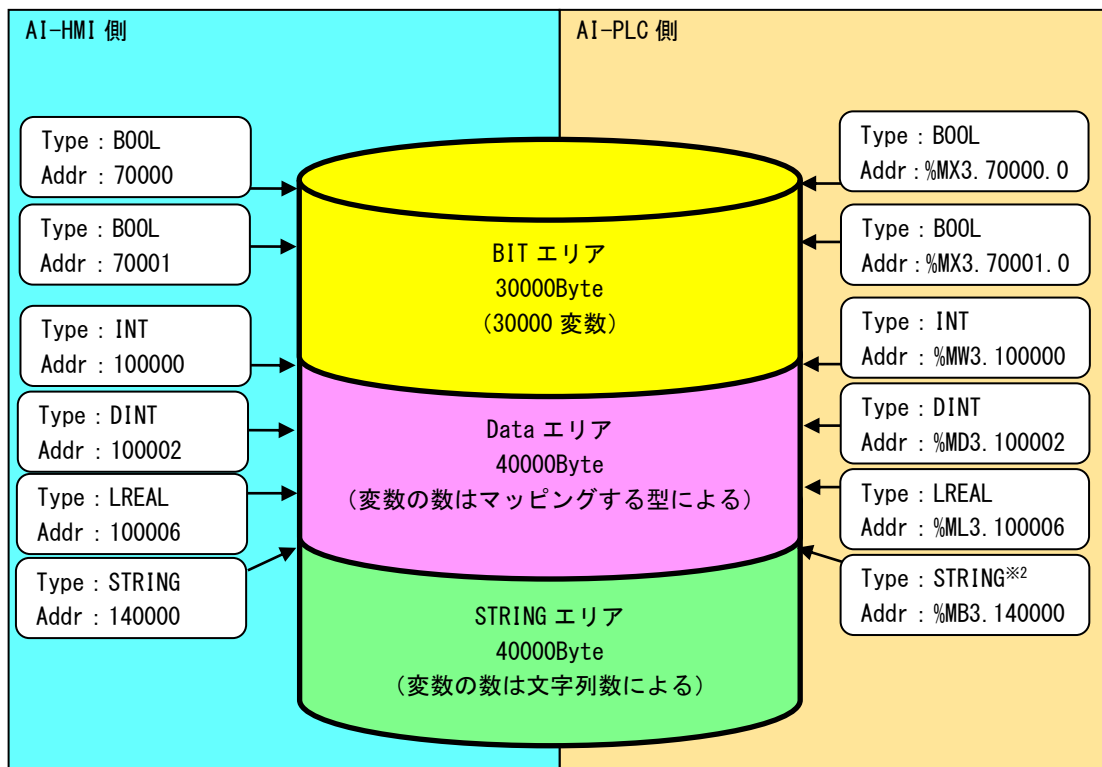 AI-HMI 側
Type：BOOL
Addr：70000
Type：BOOL
Addr：70001
Type：INT
Addr：100000
Type：DINT
Addr：100002
Type：LREAL
Addr：100006
Type：STRING
Addr：140000
BIT エリア
30000Byte
（30000 変数）
Data エリア
40000Byte
（変数の数はマッピングする型による）
STRING エリア
40000Byte
（変数の数は文字列数による）
AI-PLC 側
Type：BOOL
Addr：%MX3.70000.0
Type：BOOL
Addr：%MX3.70001.0
Type：INT
Addr：%MW3.100000
Type：DINT
Addr：%MD3.100002
Type：LREAL
Addr：%ML3.100006
Type：STRING※2
Addr：%MB3.140000